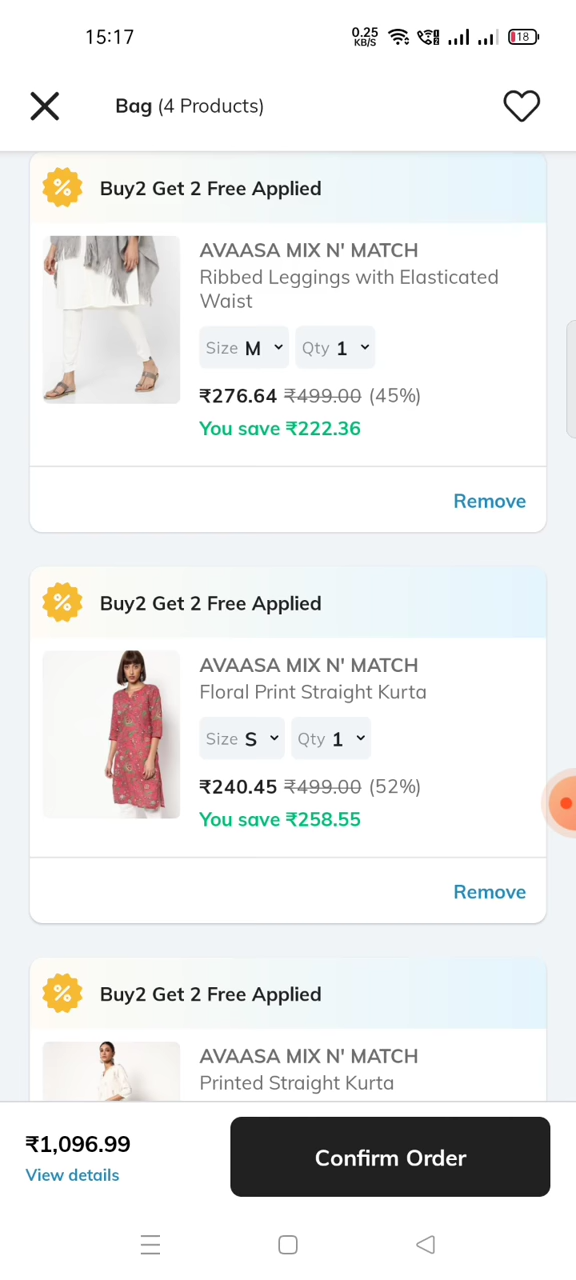 15:17
0.25
KB/S
18
Bag (4 Products)
Buy2 Get 2 Free Applied
AVAASA MIX N' MATCH
Ribbed Leggings with Elasticated
Waist
Size M Qty 1
₹276.64 ₹499.00 (45%)
You save ₹222.36
Remove
Buy2 Get 2 Free Applied
AVAASA MIX N' MATCH
Floral Print Straight Kurta
Size S Qty 1
₹240.45 ₹499.00 (52%)
You save ₹258.55
Remove
Buy2 Get 2 Free Applied
AVAASA MIX N' MATCH
Printed Straight Kurta
₹1,096.99
View details
Confirm Order